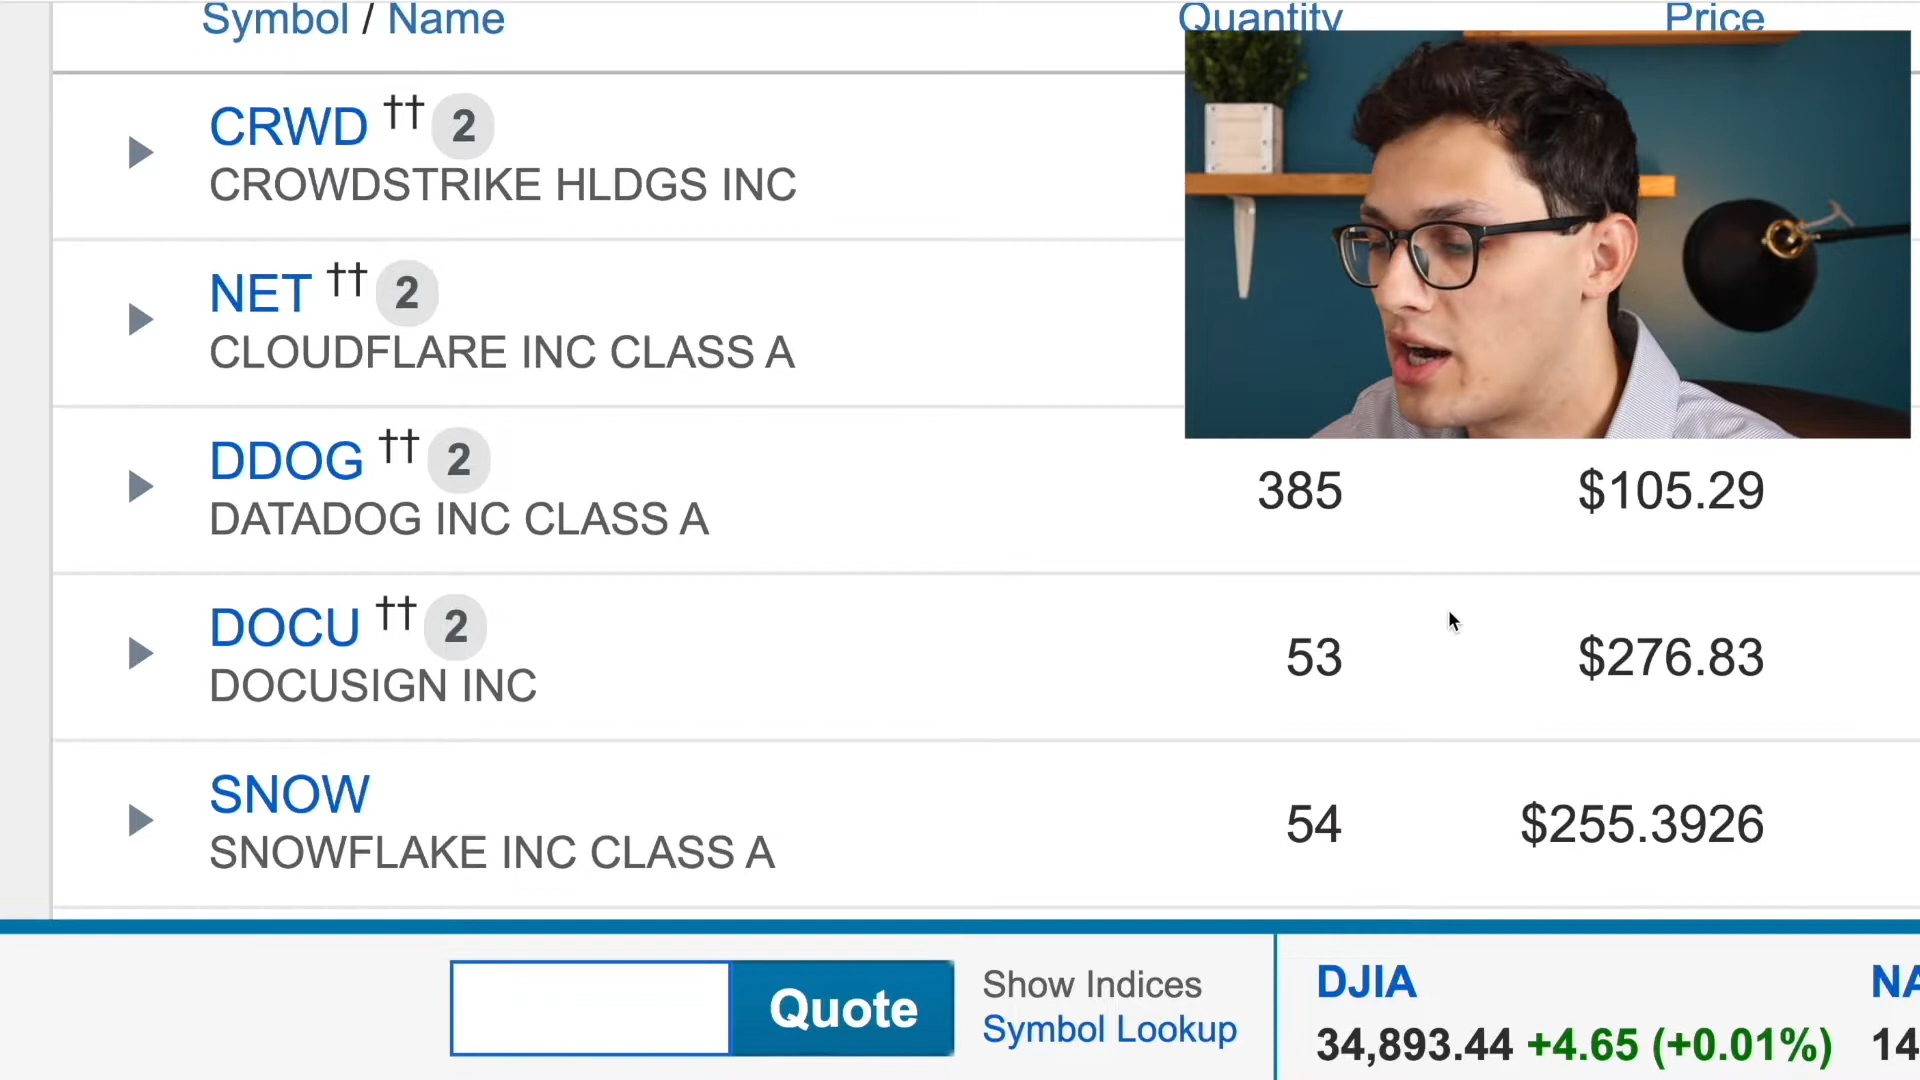 Symbol / Name Quantity Price
CRWD †† 2
CROWDSTRIKE HLDGS INC
NET †† 2
CLOUDFLARE INC CLASS A
DDOG †† 2
DATADOG INC CLASS A
385 $105.29
DOCU †† 2
DOCUSIGN INC
53 $276.83
SNOW
SNOWFLAKE INC CLASS A
54 $255.3926
Quote
Show Indices
Symbol Lookup
DJIA
34,893.44 +4.65 (+0.01%)
NA
14